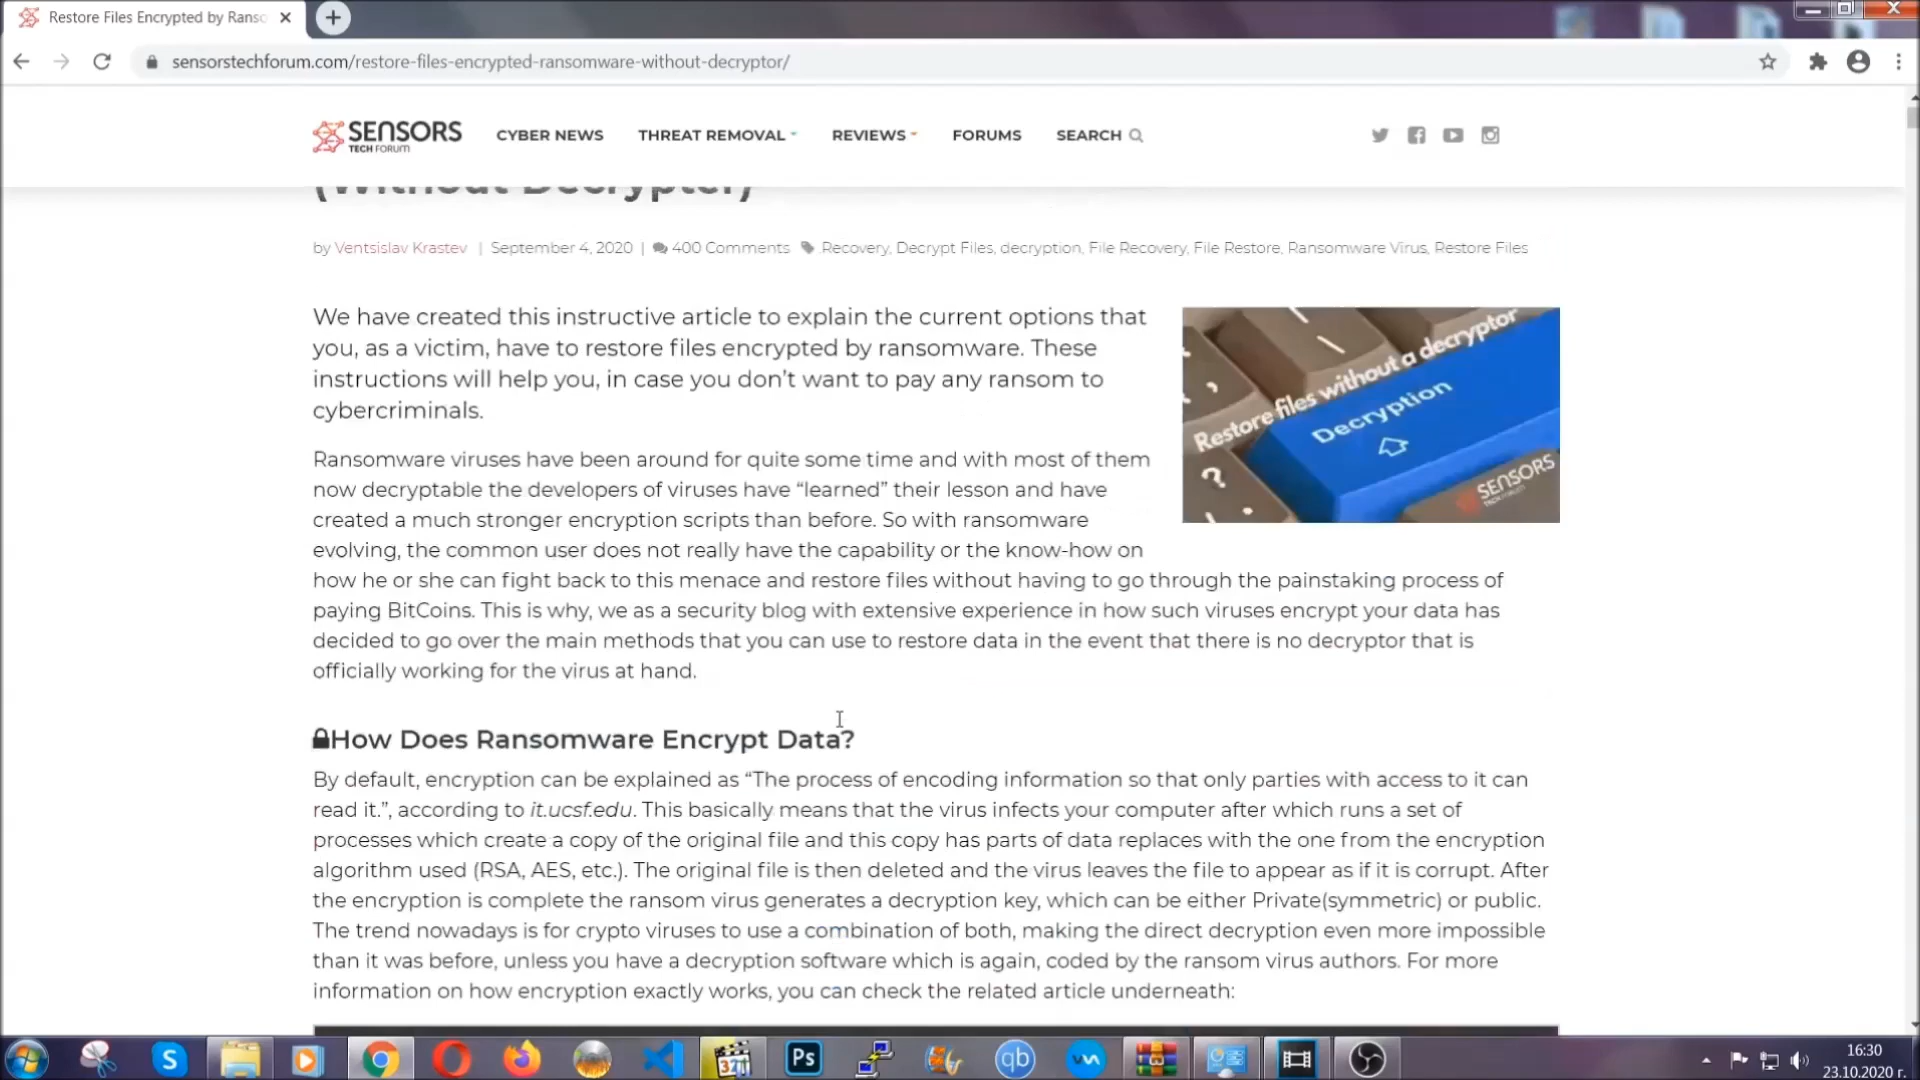 Restore Files Encrypted by Ranso
sensorstechforum.com/restore-files-encrypted-ransomware-without-decryptor/
SENSORS
TECH FORUM
CYBER NEWS THREAT REMOVAL REVIEWS FORUMS SEARCH
(Without Decrypter)
by Ventsislav Krastev | September 4, 2020 | 400 Comments Recovery, Decrypt Files, decryption, File Recovery, File Restore, Ransomware Virus, Restore Files
We have created this instructive article to explain the current options that
you, as a victim, have to restore files encrypted by ransomware. These
instructions will help you, in case you don’t want to pay any ransom to
cybercriminals.
Restore files without a decryptor
Decryption
SENSORS
Ransomware viruses have been around for quite some time and with most of them
now decryptable the developers of viruses have “learned” their lesson and have
created a much stronger encryption scripts than before. So with ransomware
evolving, the common user does not really have the capability or the know-how on
how he or she can fight back to this menace and restore files without having to go through the painstaking process of
paying BitCoins. This is why, we as a security blog with extensive experience in how such viruses encrypt your data has
decided to go over the main methods that you can use to restore data in the event that there is no decryptor that is
officially working for the virus at hand.
How Does Ransomware Encrypt Data?
By default, encryption can be explained as “The process of encoding information so that only parties with access to it can
read it.”, according to it.ucsf.edu. This basically means that the virus infects your computer after which runs a set of
processes which create a copy of the original file and this copy has parts of data replaces with the one from the encryption
algorithm used (RSA, AES, etc.). The original file is then deleted and the virus leaves the file to appear as if it is corrupt. After
the encryption is complete the ransom virus generates a decryption key, which can be either Private(symmetric) or public.
The trend nowadays is for crypto viruses to use a combination of both, making the direct decryption even more impossible
than it was before, unless you have a decryption software which is again, coded by the ransom virus authors. For more
information on how encryption exactly works, you can check the related article underneath:
S
321
Ps
qb
16:30
23.10.2020 г.